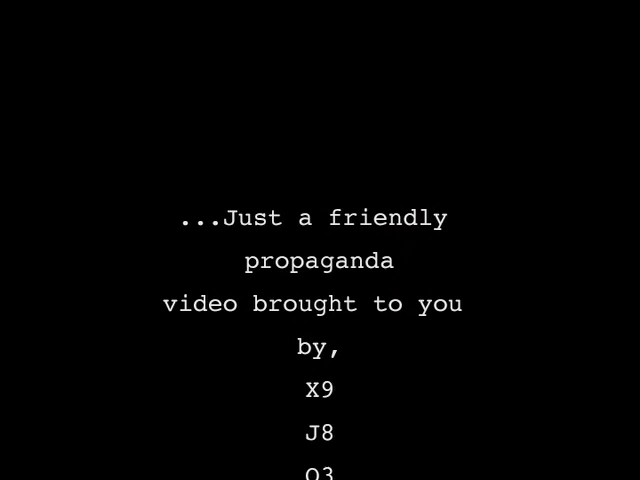 ...Just a friendly
propaganda
video brought to you
by,
X9
J8